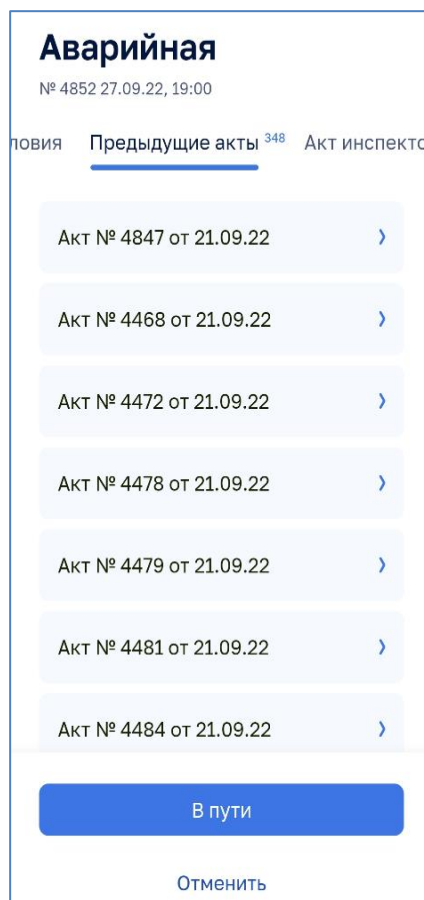 Аварийная
№ 4852 27.09.22, 19:00
ловия Предыдущие акты 348 Акт инспекто
Акт № 4847 от 21.09.22
Акт № 4468 от 21.09.22
Акт № 4472 от 21.09.22
Акт № 4478 от 21.09.22
Акт № 4479 от 21.09.22
Акт № 4481 от 21.09.22
Акт № 4484 от 21.09.22
В пути
Отменить